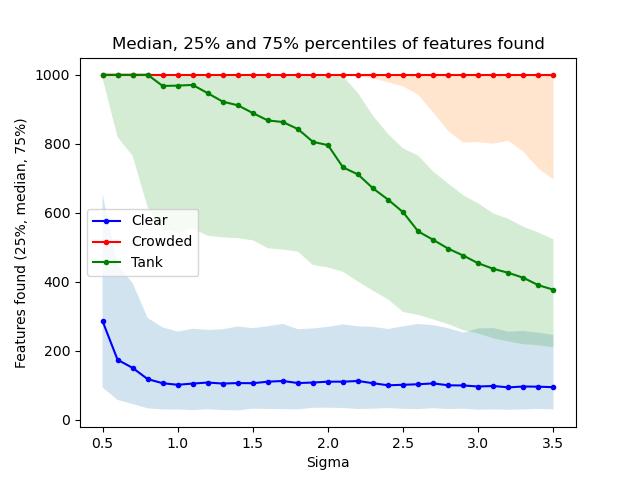 Median, 25% and 75% percentiles of features found
Features found (25%, median, 75%)
1000
800
600
400
200
0
Clear
Crowded
Tank
0.5
1.0
1.5
2.0
2.5
3.0
3.5
Sigma